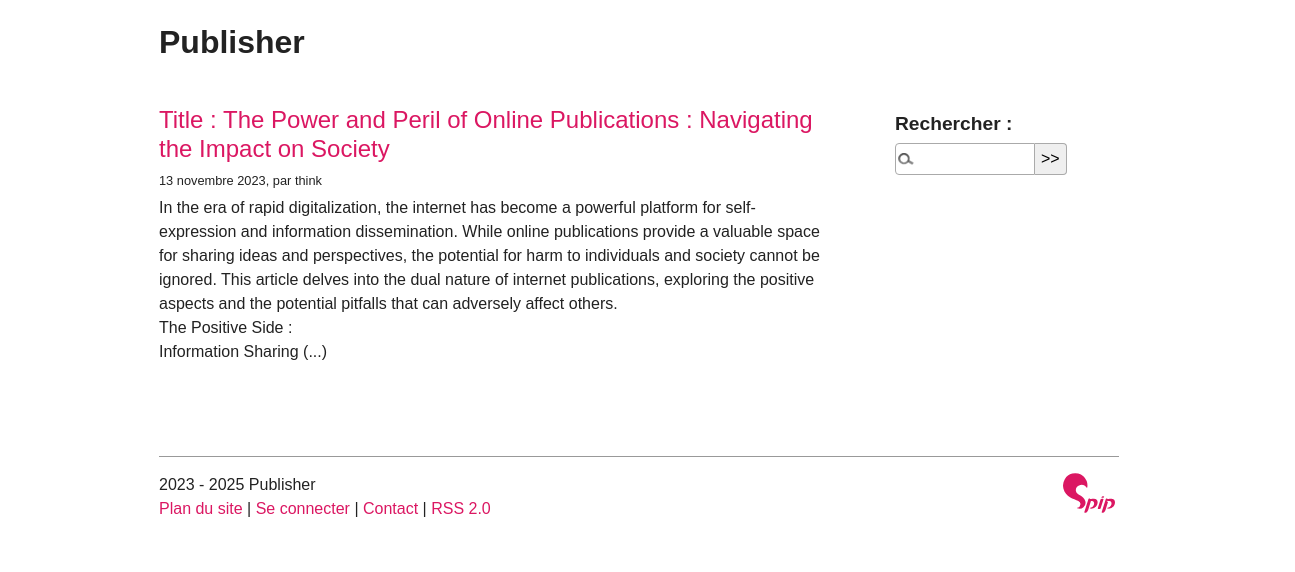 Publisher
Title : The Power and Peril of Online Publications : Navigating
the Impact on Society
13 novembre 2023, par think
In the era of rapid digitalization, the internet has become a powerful platform for self-
expression and information dissemination. While online publications provide a valuable space
for sharing ideas and perspectives, the potential for harm to individuals and society cannot be
ignored. This article delves into the dual nature of internet publications, exploring the positive
aspects and the potential pitfalls that can adversely affect others.
The Positive Side :
Information Sharing (...)
Rechercher :
>>
2023 - 2025 Publisher
Plan du site | Se connecter | Contact | RSS 2.0
Spip